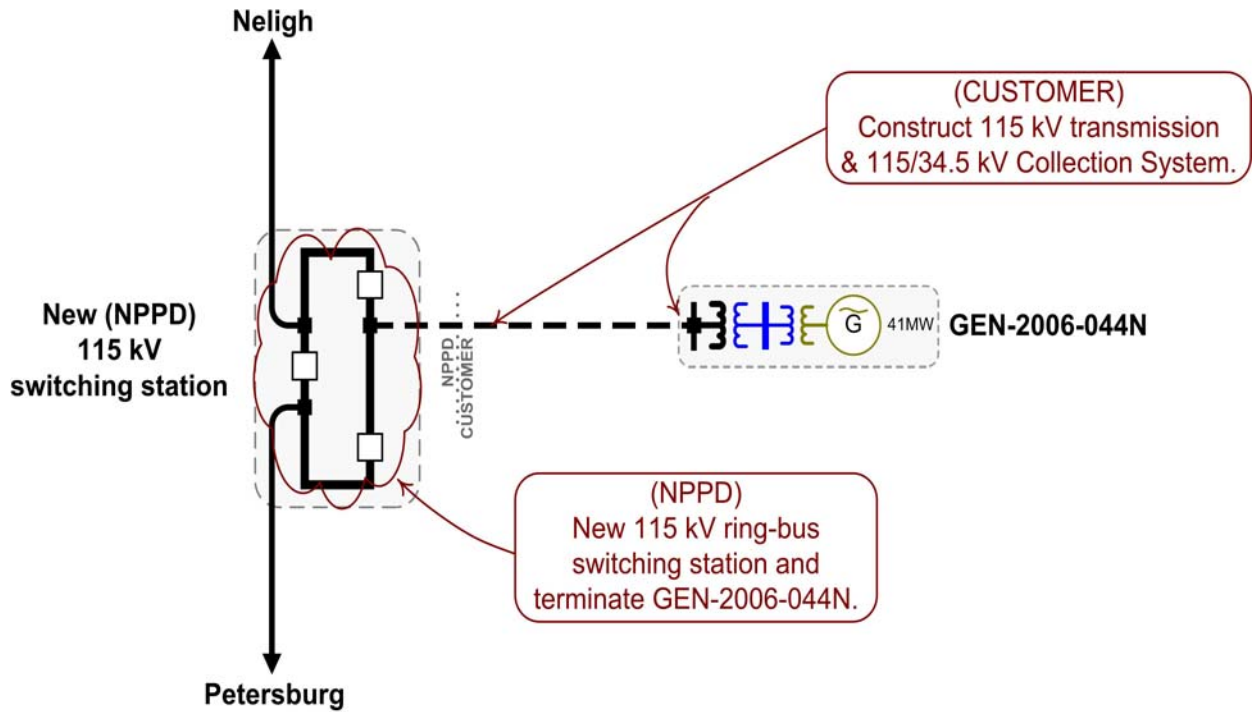 Neligh
(CUSTOMER)
Construct 115 kV transmission
& 115/34.5 kV Collection System.
New (NPPD)
115 kV
switching station
NPPD
CUSTOMER
G
41MW
GEN-2006-044N
(NPPD)
New 115 kV ring-bus
switching station and
terminate GEN-2006-044N.
Petersburg